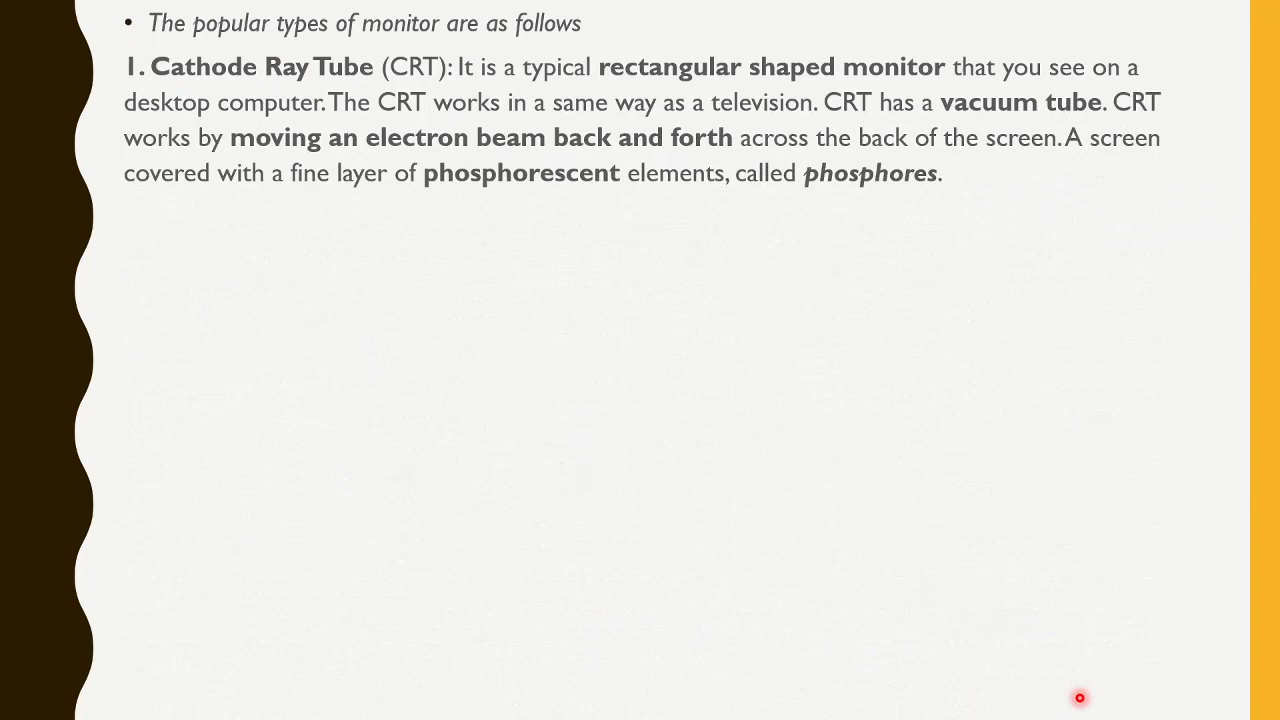 • The popular types of monitor are as follows
1. Cathode Ray Tube (CRT): It is a typical rectangular shaped monitor that you see on a
desktop computer. The CRT works in a same way as a television. CRT has a vacuum tube. CRT
works by moving an electron beam back and forth across the back of the screen. A screen
covered with a fine layer of phosphorescent elements, called phosphores.